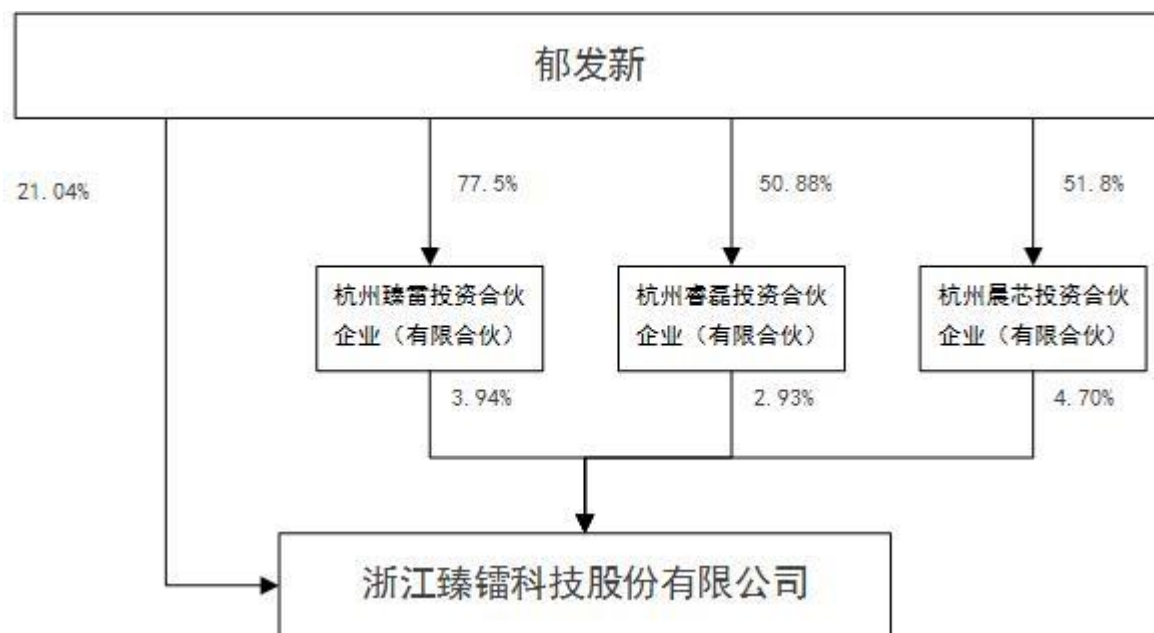 郁发新
21.04%
77.5%
50.88%
51.8%
杭州臻雷投资合伙
企业（有限合伙）
杭州睿磊投资合伙
企业（有限合伙）
杭州晨芯投资合伙
企业（有限合伙）
3.94%
2.93%
4.70%
浙江臻镭科技股份有限公司